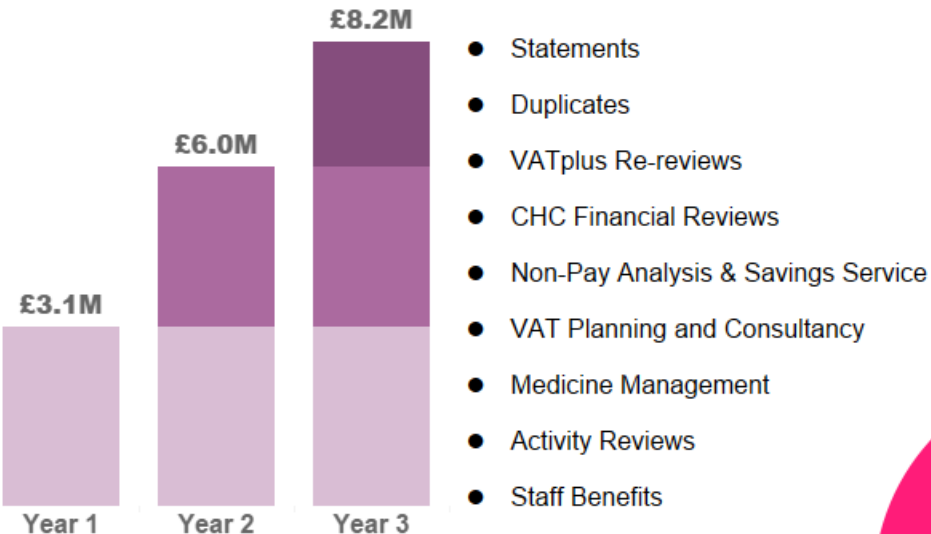 £8.2M
£6.0M
£3.1M
Year 1
Year 2
Year 3
● Statements
● Duplicates
● VATplus Re-reviews
● CHC Financial Reviews
● Non-Pay Analysis & Savings Service
● VAT Planning and Consultancy
● Medicine Management
● Activity Reviews
● Staff Benefits